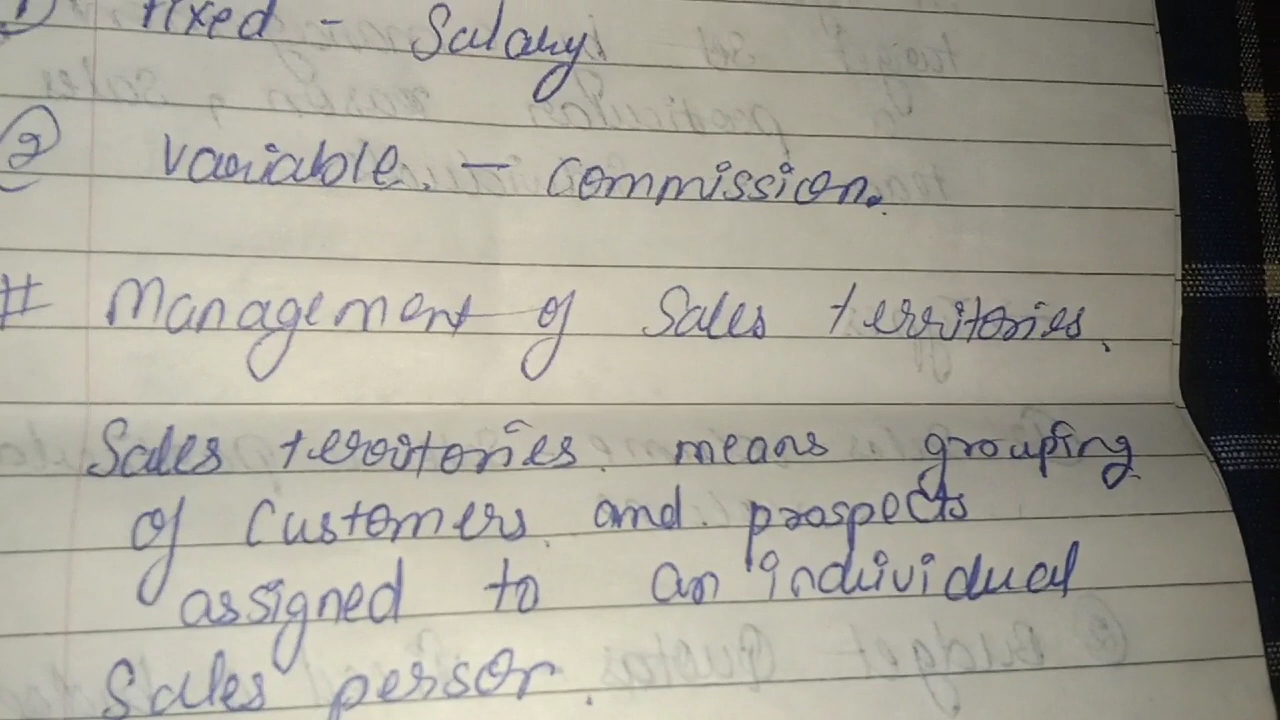 1) Fixed - Salary
2) Variable. - Commission.
# Management of Sales territories.
Sales territories. means grouping
of Customers and prospects
assigned to an individual
Sales person.